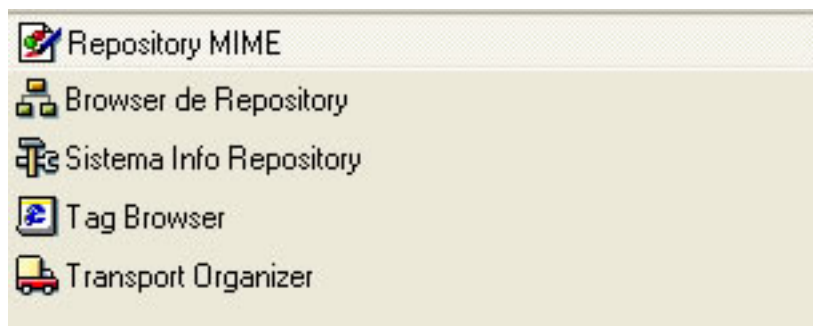 Repository MIME
Browser de Repository
Sistema Info Repository
Tag Browser
Transport Organizer